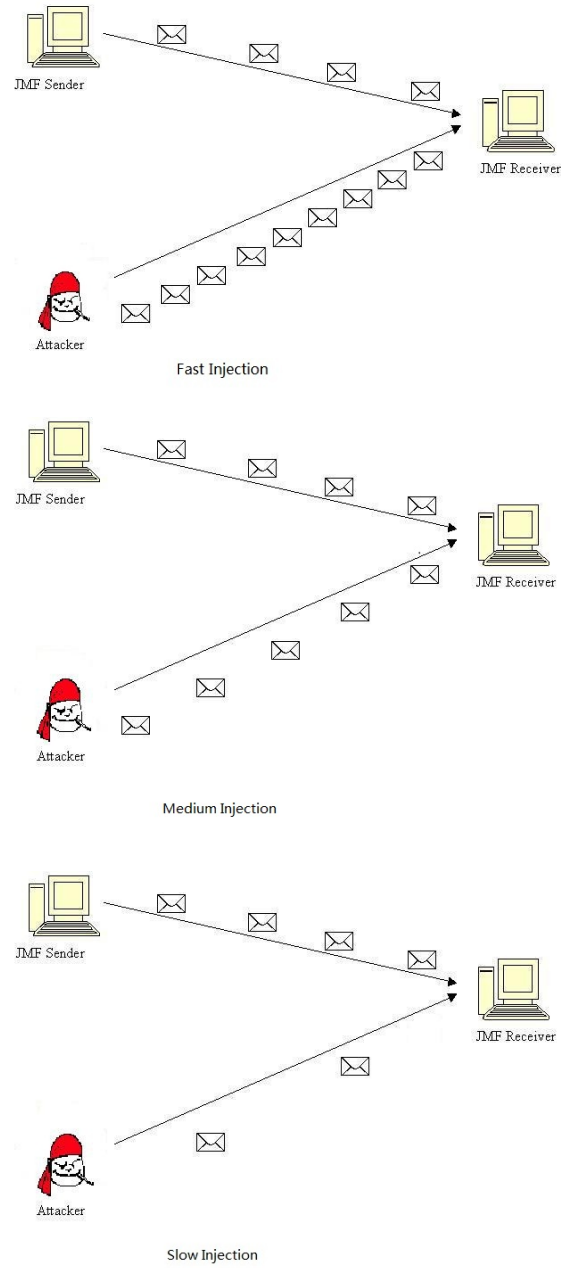 JMF Sender
JMF Receiver
Attacker
Fast Injection
JMF Sender
JMF Receiver
Attacker
Medium Injection
JMF Sender
JMF Receiver
Attacker
Slow Injection